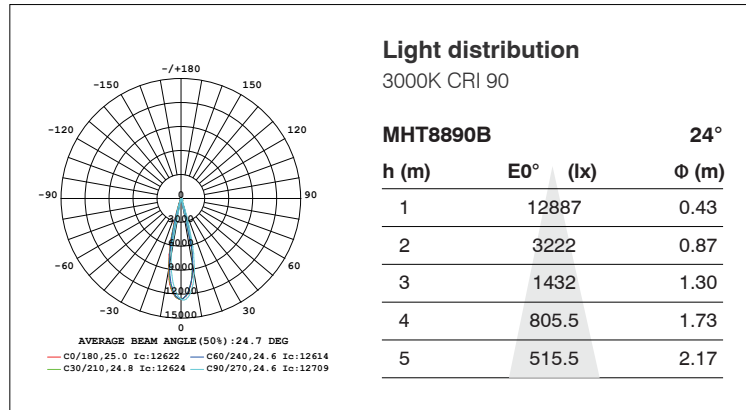 -/+180
-150 150
-120 120
-90 90
-60 60
-30 30
0
0
3000
6000
9000
12000
15000
AVERAGE BEAM ANGLE(50%):24.7 DEG
C0/180,25.0 Ic:12622 C60/240,24.6 Ic:12614
C30/210,24.8 Ic:12624 C90/270,24.6 Ic:12709
Light distribution
3000K CRI 90
MHT8890B 24°
h (m) E0° (lx) Φ (m)
1 12887 0.43
2 3222 0.87
3 1432 1.30
4 805.5 1.73
5 515.5 2.17